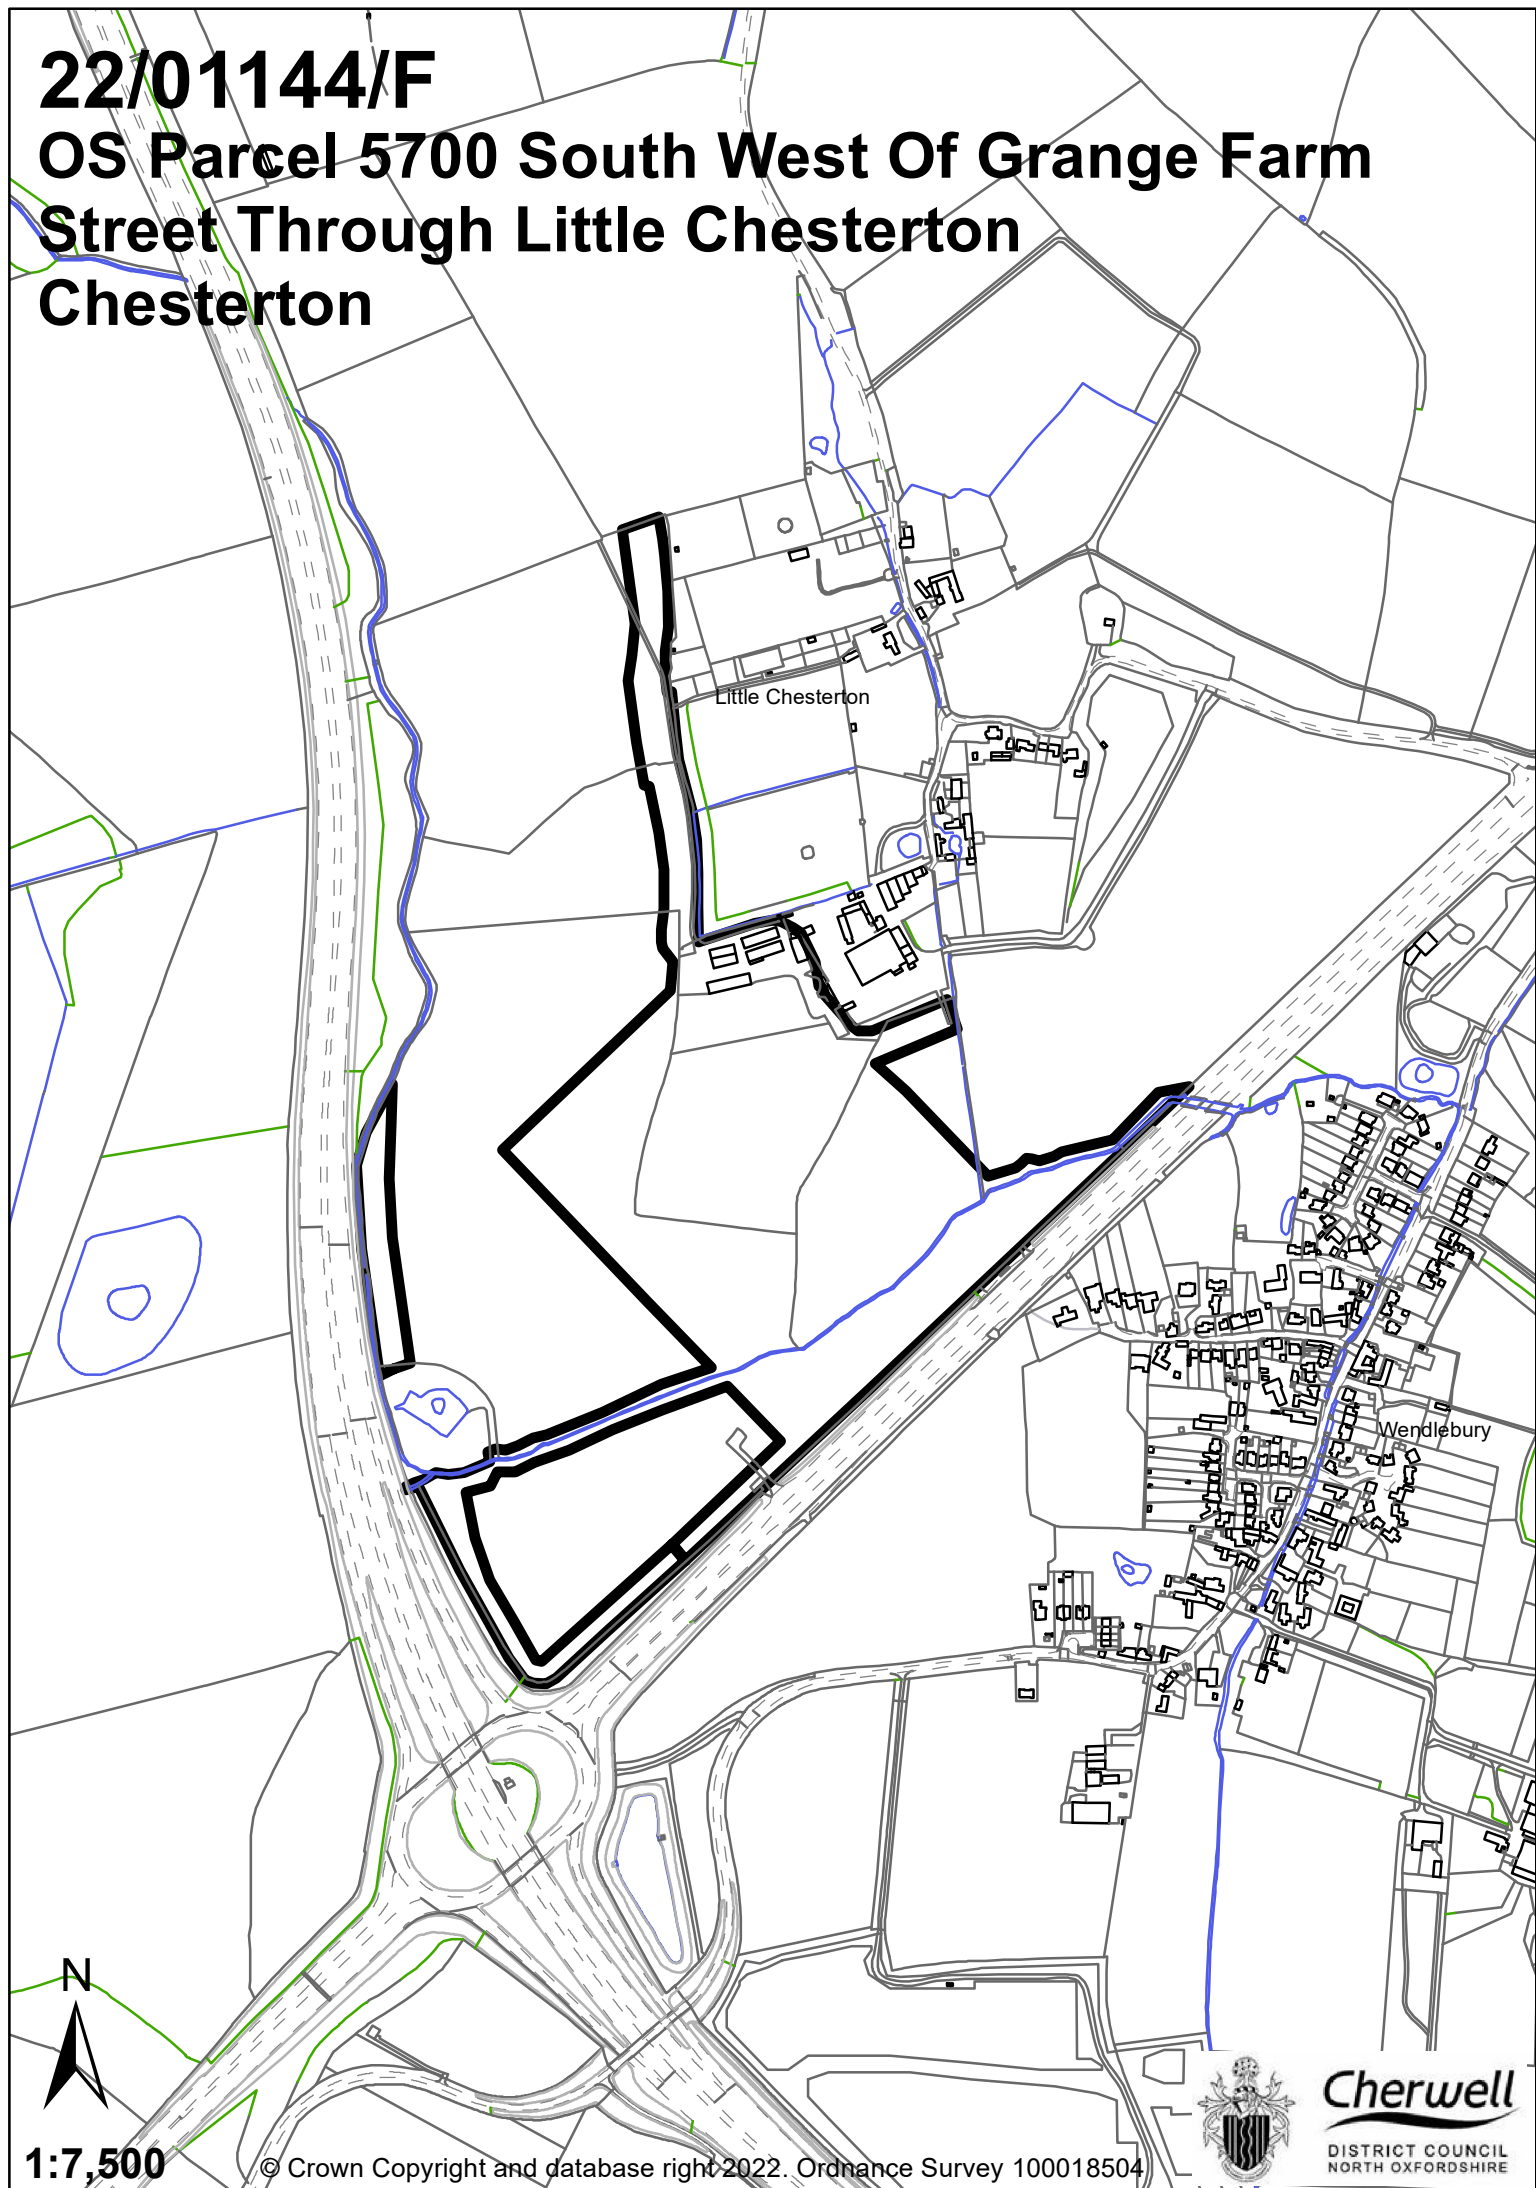 22/01144/F
OS Parcel 5700 South West Of Grange Farm
Street Through Little Chesterton
Chesterton
Little Chesterton
Wendlebury
N
1:7,500
© Crown Copyright and database right 2022. Ordnance Survey 100018504
Cherwell
DISTRICT COUNCIL
NORTH OXFORDSHIRE